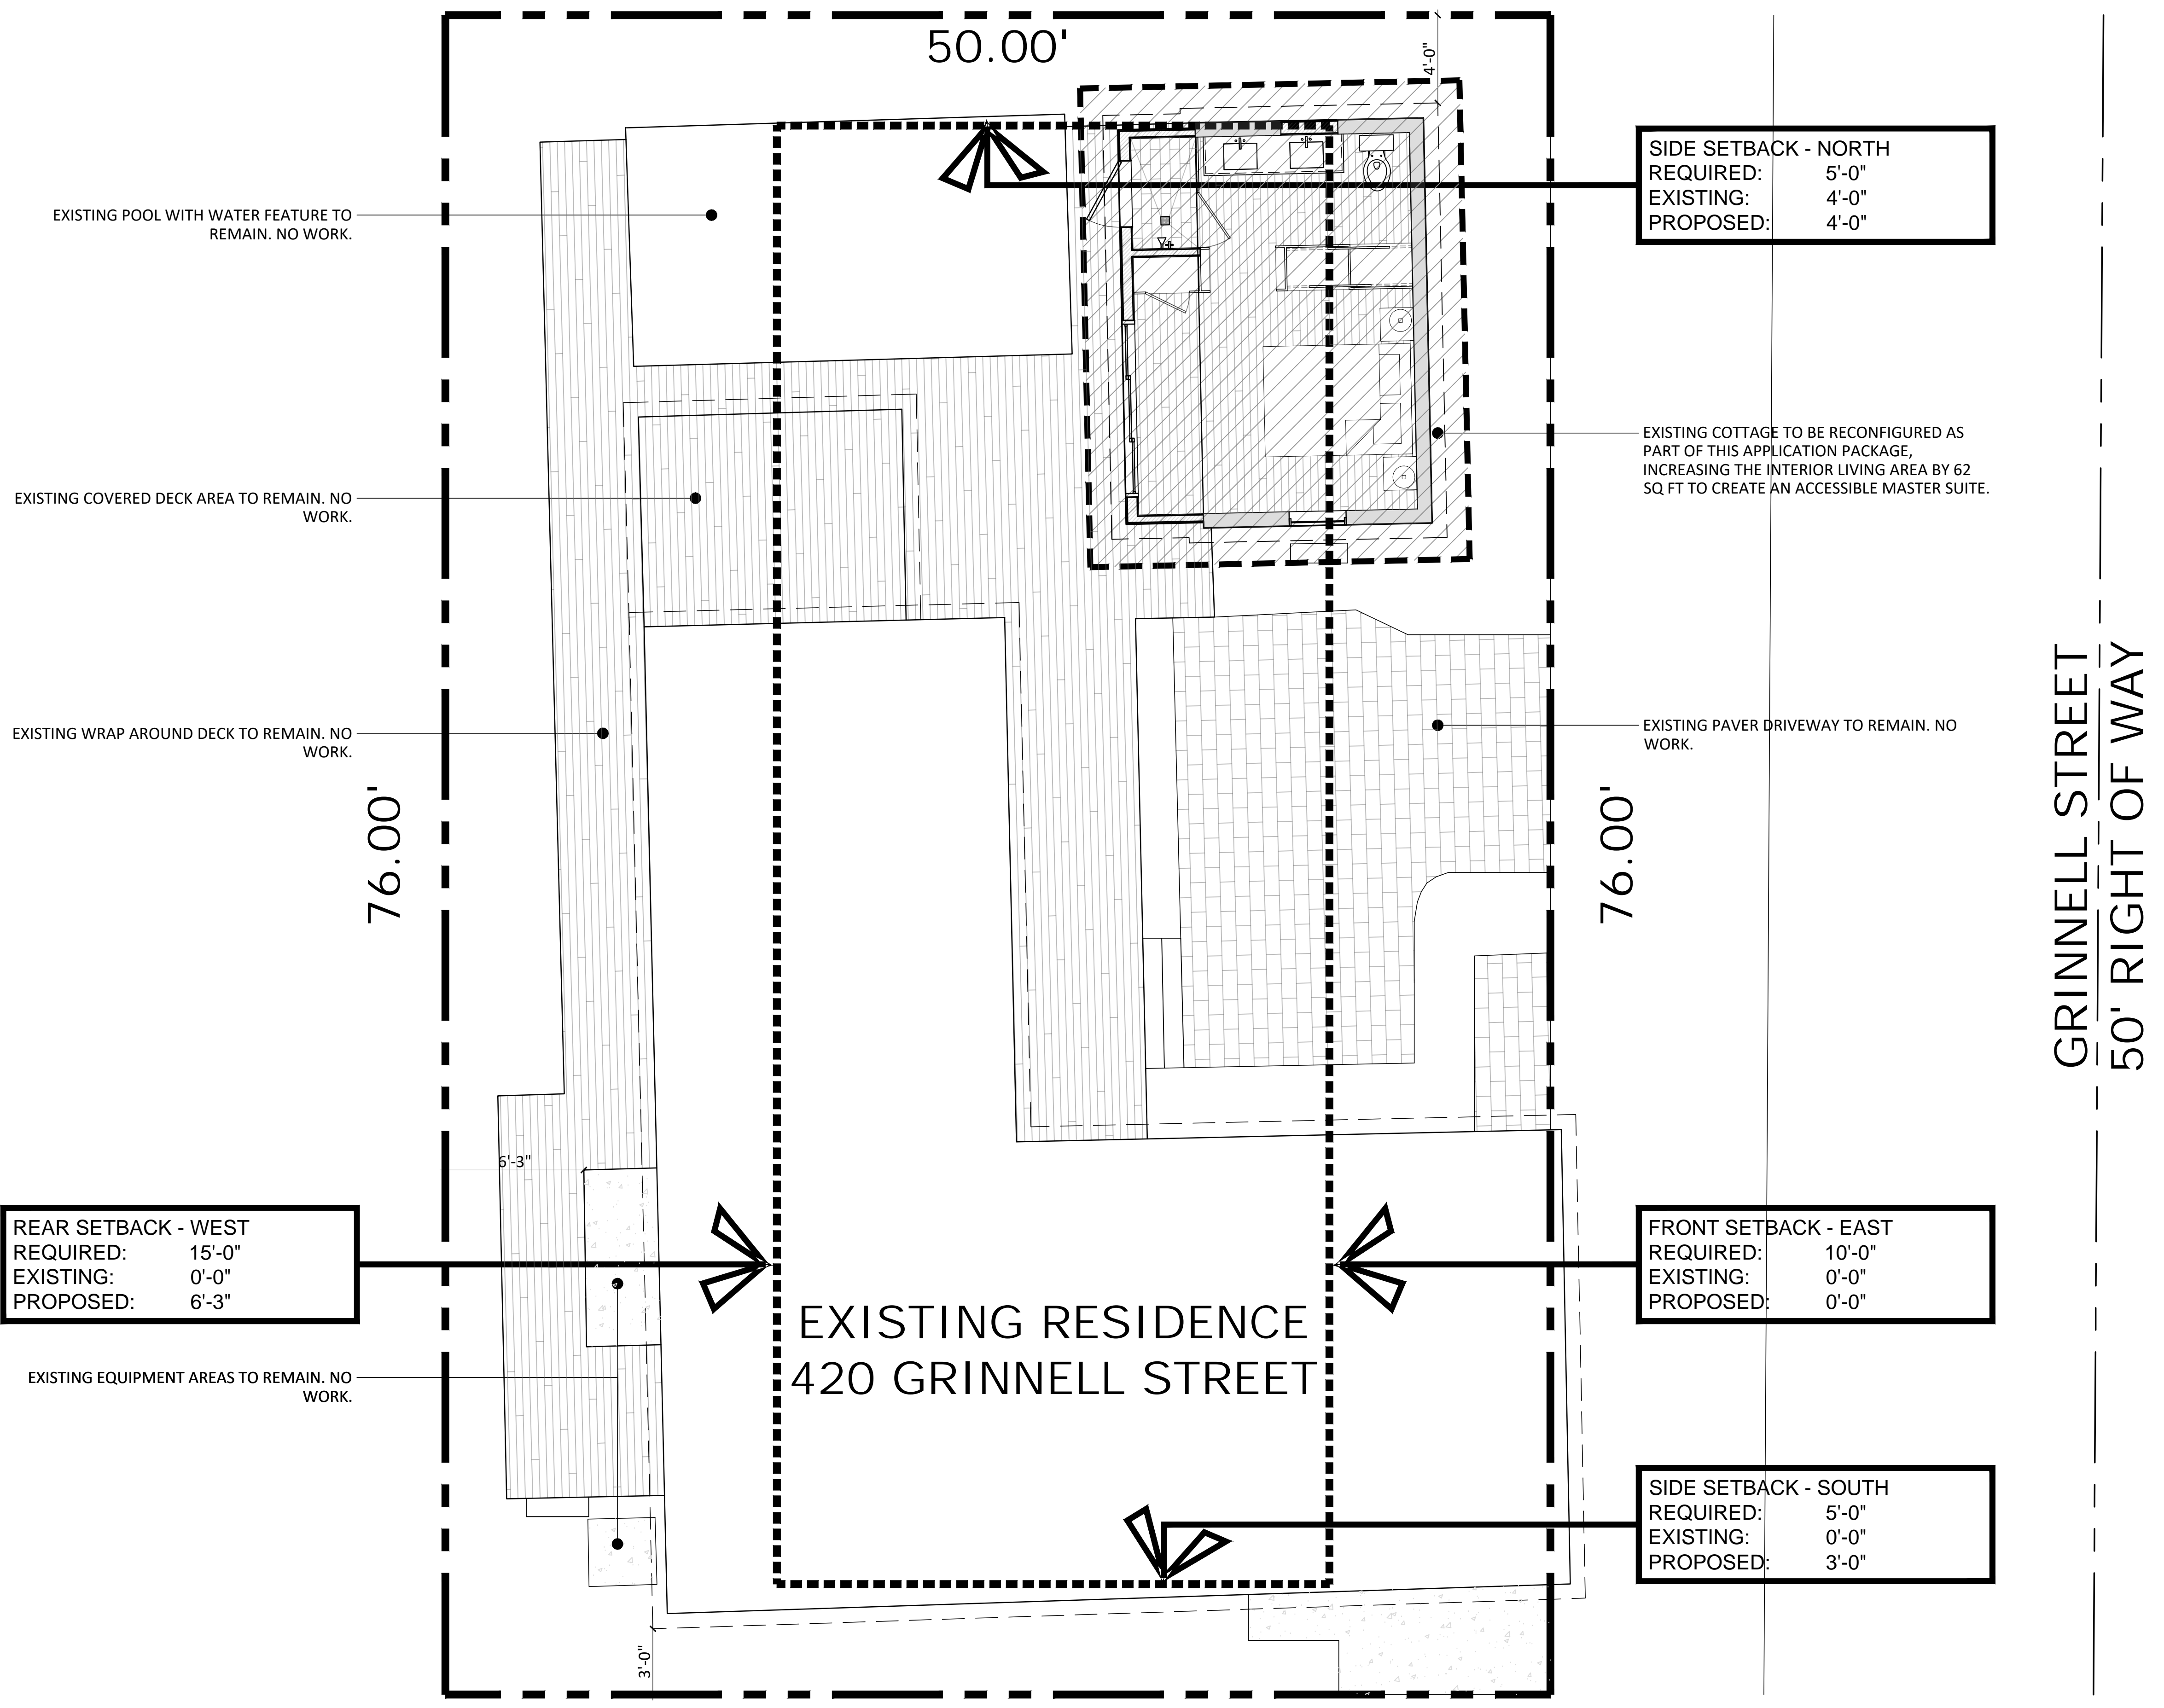 50.00'
4'-0"
SIDE SETBACK - NORTH
REQUIRED: 5'-0"
EXISTING: 4'-0"
PROPOSED: 4'-0"
EXISTING POOL WITH WATER FEATURE TO
REMAIN. NO WORK.
EXISTING COTTAGE TO BE RECONFIGURED AS
PART OF THIS APPLICATION PACKAGE,
INCREASING THE INTERIOR LIVING AREA BY 62
SQ FT TO CREATE AN ACCESSIBLE MASTER SUITE.
EXISTING COVERED DECK AREA TO REMAIN. NO
WORK.
EXISTING WRAP AROUND DECK TO REMAIN. NO
WORK.
EXISTING PAVER DRIVEWAY TO REMAIN. NO
WORK.
76.00'
76.00'
GRINNELL STREET
50' RIGHT OF WAY
6'-3"
REAR SETBACK - WEST
REQUIRED: 15'-0"
EXISTING: 0'-0"
PROPOSED: 6'-3"
FRONT SETBACK - EAST
REQUIRED: 10'-0"
EXISTING: 0'-0"
PROPOSED: 0'-0"
EXISTING RESIDENCE
420 GRINNELL STREET
EXISTING EQUIPMENT AREAS TO REMAIN. NO
WORK.
SIDE SETBACK - SOUTH
REQUIRED: 5'-0"
EXISTING: 0'-0"
PROPOSED: 3'-0"
3'-0"